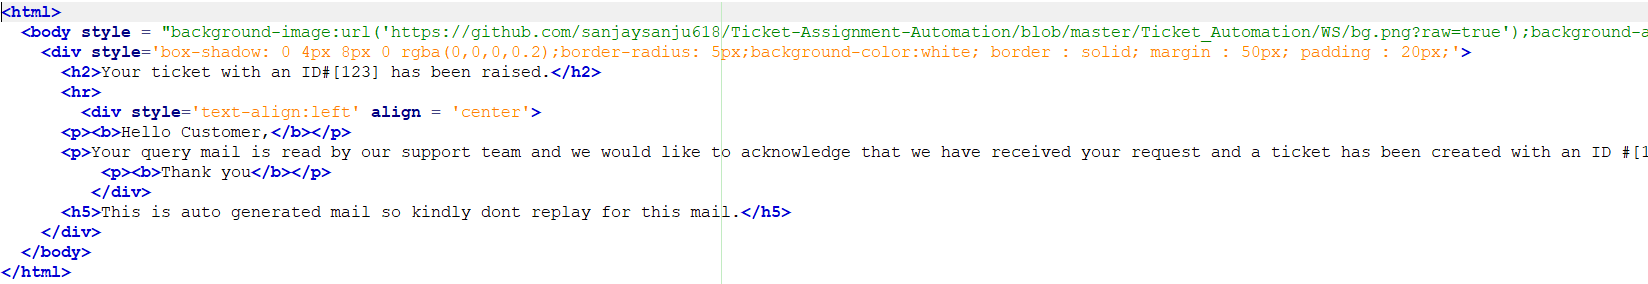 <html>
<body style = "background-image:url('https://github.com/sanjaysanju618/Ticket-Assignment-Automation/blob/master/Ticket_Automation/WS/bg.png?raw=true');background-a
<div style='box-shadow: 0 4px 8px 0 rgba(0,0,0,0.2);border-radius: 5px;background-color:white; border : solid; margin : 50px; padding : 20px;'>
<h2>Your ticket with an ID#[123] has been raised.</h2>
<hr>
<div style='text-align:left' align = 'center'>
<p><b>Hello Customer,</b></p>
<p>Your query mail is read by our support team and we would like to acknowledge that we have received your request and a ticket has been created with an ID #[1
<p><b>Thank you</b></p>
</div>
<h5>This is auto generated mail so kindly dont replay for this mail.</h5>
</div>
</body>
</html>